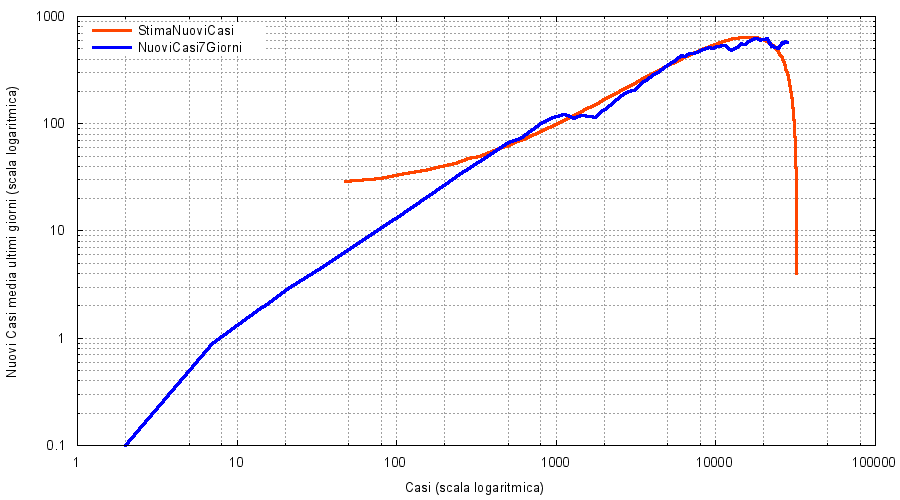 1000
StimaNuoviCasi
NuoviCasi7Giorni
100
10
1
0.1
Nuovi Casi media ultimi giorni (scala logaritmica)
1 10 100 1000 10000 100000
Casi (scala logaritmica)